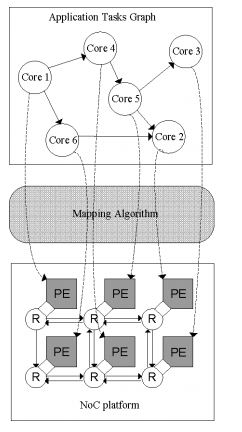 Application Tasks Graph
Core 4
Core 3
Core 1
Core 5
Core 6
Core 2
Mapping Algorithm
PE PE PE
R R R
PE PE PE
R R R
NoC platform